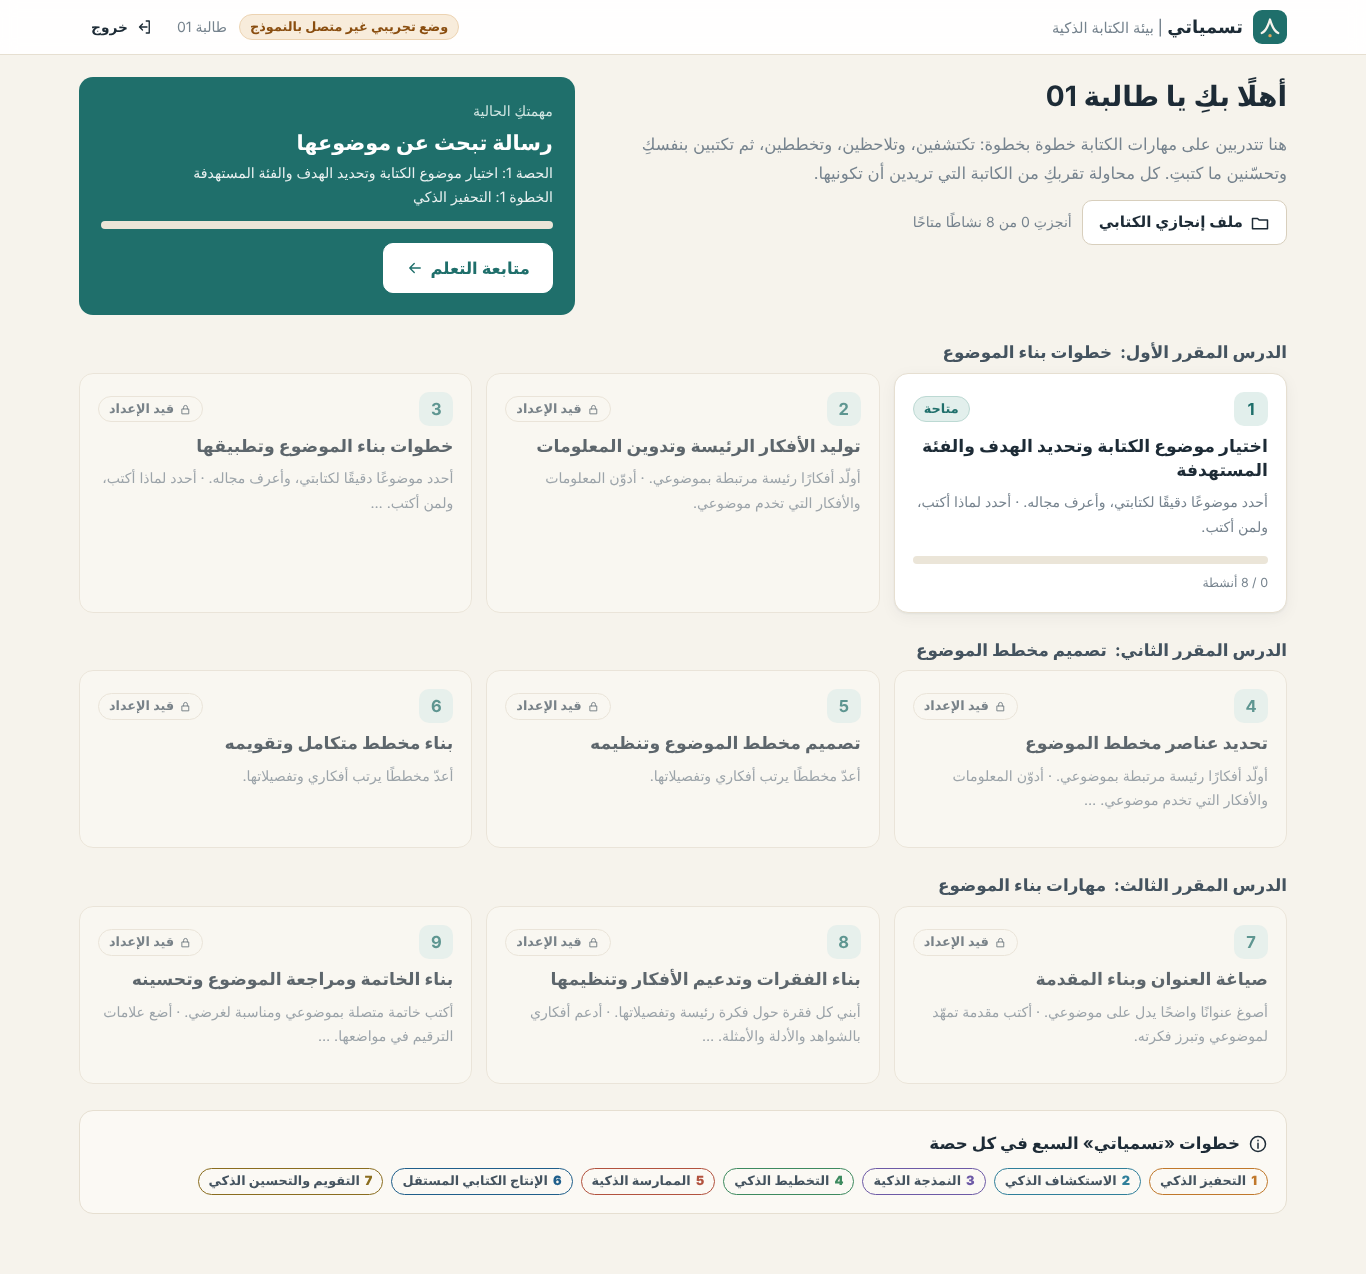 تسمياتي | بيئة الكتابة الذكية
وضع تجريبي غير متصل بالنموذج
طالبة 01
خروج
أهلًا بكِ يا طالبة 01
هنا تتدربين على مهارات الكتابة خطوة بخطوة: تكتشفين، وتلاحظين، وتخططين، ثم تكتبين بنفسكِ
وتحسّنين ما كتبتِ. كل محاولة تقربكِ من الكاتبة التي تريدين أن تكونيها.
ملف إنجازي الكتابي
أنجزتِ 0 من 8 نشاطًا متاحًا
مهمتكِ الحالية
رسالة تبحث عن موضوعها
الحصة 1: اختيار موضوع الكتابة وتحديد الهدف والفئة المستهدفة
الخطوة 1: التحفيز الذكي
متابعة التعلم ←
الدرس المقرر الأول: خطوات بناء الموضوع
1
متاحة
اختيار موضوع الكتابة وتحديد الهدف والفئة
المستهدفة
أحدد موضوعًا دقيقًا لكتابتي، وأعرف مجاله. · أحدد لماذا أكتب،
ولمن أكتب.
0 / 8 أنشطة
2
قيد الإعداد
توليد الأفكار الرئيسة وتدوين المعلومات
أولّد أفكارًا رئيسة مرتبطة بموضوعي. · أدوّن المعلومات
والأفكار التي تخدم موضوعي.
3
قيد الإعداد
خطوات بناء الموضوع وتطبيقها
أحدد موضوعًا دقيقًا لكتابتي، وأعرف مجاله. · أحدد لماذا أكتب،
ولمن أكتب. ...
الدرس المقرر الثاني: تصميم مخطط الموضوع
4
قيد الإعداد
تحديد عناصر مخطط الموضوع
أولّد أفكارًا رئيسة مرتبطة بموضوعي. · أدوّن المعلومات
والأفكار التي تخدم موضوعي. ...
5
قيد الإعداد
تصميم مخطط الموضوع وتنظيمه
أعدّ مخططًا يرتب أفكاري وتفصيلاتها.
6
قيد الإعداد
بناء مخطط متكامل وتقويمه
أعدّ مخططًا يرتب أفكاري وتفصيلاتها.
الدرس المقرر الثالث: مهارات بناء الموضوع
7
قيد الإعداد
صياغة العنوان وبناء المقدمة
أصوغ عنوانًا واضحًا يدل على موضوعي. · أكتب مقدمة تمهّد
لموضوعي وتبرز فكرته.
8
قيد الإعداد
بناء الفقرات وتدعيم الأفكار وتنظيمها
أبني كل فقرة حول فكرة رئيسة وتفصيلاتها. · أدعم أفكاري
بالشواهد والأدلة والأمثلة. ...
9
قيد الإعداد
بناء الخاتمة ومراجعة الموضوع وتحسينه
أكتب خاتمة متصلة بموضوعي ومناسبة لغرضي. · أضع علامات
الترقيم في مواضعها. ...
خطوات «تسمياتي» السبع في كل حصة
1 التحفيز الذكي
2 الاستكشاف الذكي
3 النمذجة الذكية
4 التخطيط الذكي
5 الممارسة الذكية
6 الإنتاج الكتابي المستقل
7 التقويم والتحسين الذكي